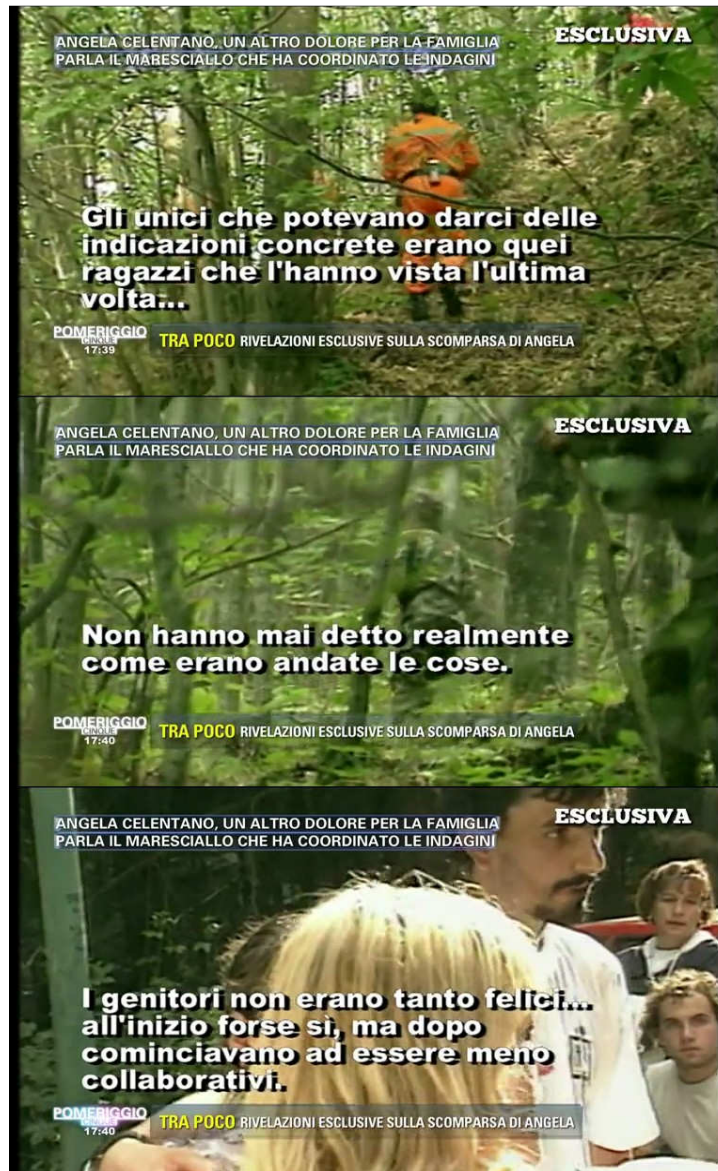 ANGELA CELENTANO, UN ALTRO DOLORE PER LA FAMIGLIA
PARLA IL MARESCIALLO CHE HA COORDINATO LE INDAGINI
ESCLUSIVA
Gli unici che potevano darci delle
indicazioni concrete erano quei
ragazzi che l'hanno vista l'ultima
volta...
POMERIGGIO
CINQUE
17:39
TRA POCO RIVELAZIONI ESCLUSIVE SULLA SCOMPARSA DI ANGELA
ANGELA CELENTANO, UN ALTRO DOLORE PER LA FAMIGLIA
PARLA IL MARESCIALLO CHE HA COORDINATO LE INDAGINI
ESCLUSIVA
Non hanno mai detto realmente
come erano andate le cose.
POMERIGGIO
CINQUE
17:40
TRA POCO RIVELAZIONI ESCLUSIVE SULLA SCOMPARSA DI ANGELA
ANGELA CELENTANO, UN ALTRO DOLORE PER LA FAMIGLIA
PARLA IL MARESCIALLO CHE HA COORDINATO LE INDAGINI
ESCLUSIVA
I genitori non erano tanto felici...
all'inizio forse sì, ma dopo
cominciavano ad essere meno
collaborativi.
POMERIGGIO
CINQUE
17:40
TRA POCO RIVELAZIONI ESCLUSIVE SULLA SCOMPARSA DI ANGELA